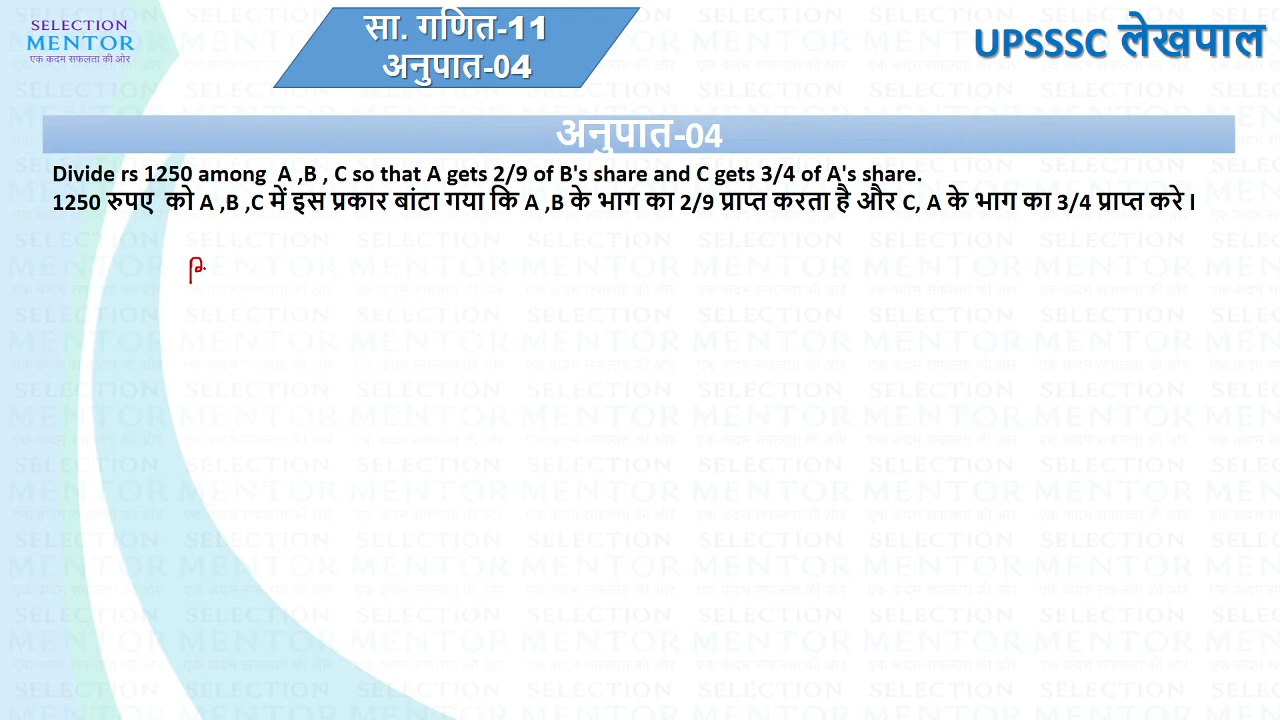 SELECTION
MENTOR
एक कदम सफलता की ओर
सा. गणित-11
अनुपात-04
UPSSSC लेखपाल
अनुपात-04
Divide rs 1250 among A ,B , C so that A gets 2/9 of B's share and C gets 3/4 of A's share.
1250 रुपए को A ,B ,C में इस प्रकार बांटा गया कि A ,B के भाग का 2/9 प्राप्त करता है और C, A के भाग का 3/4 प्राप्त करे I